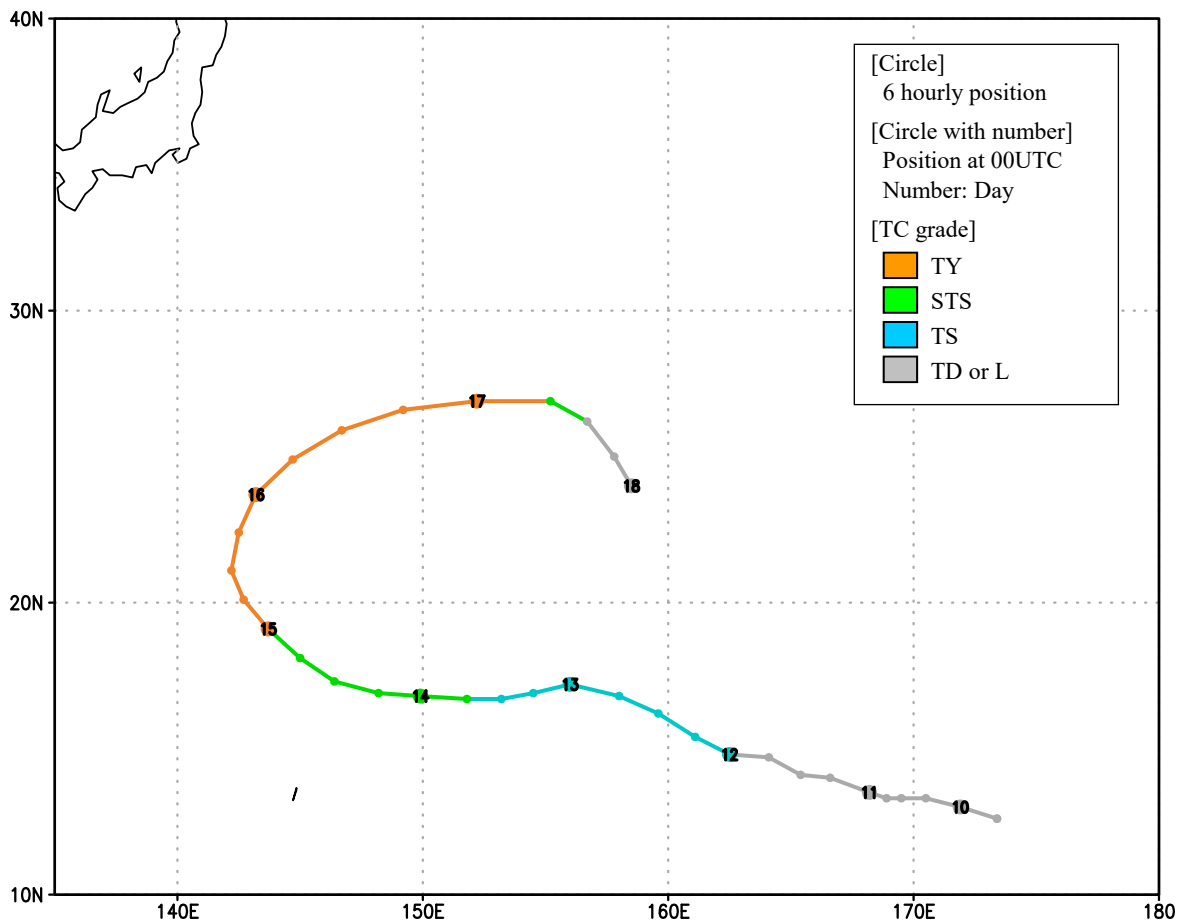 40N
[Circle]
6 hourly position
[Circle with number]
Position at 00UTC
Number: Day
[TC grade]
TY
STS
TS
TD or L
30N
17
18
16
20N
15
14
13
12
11
10
10N
140E
150E
160E
170E
180